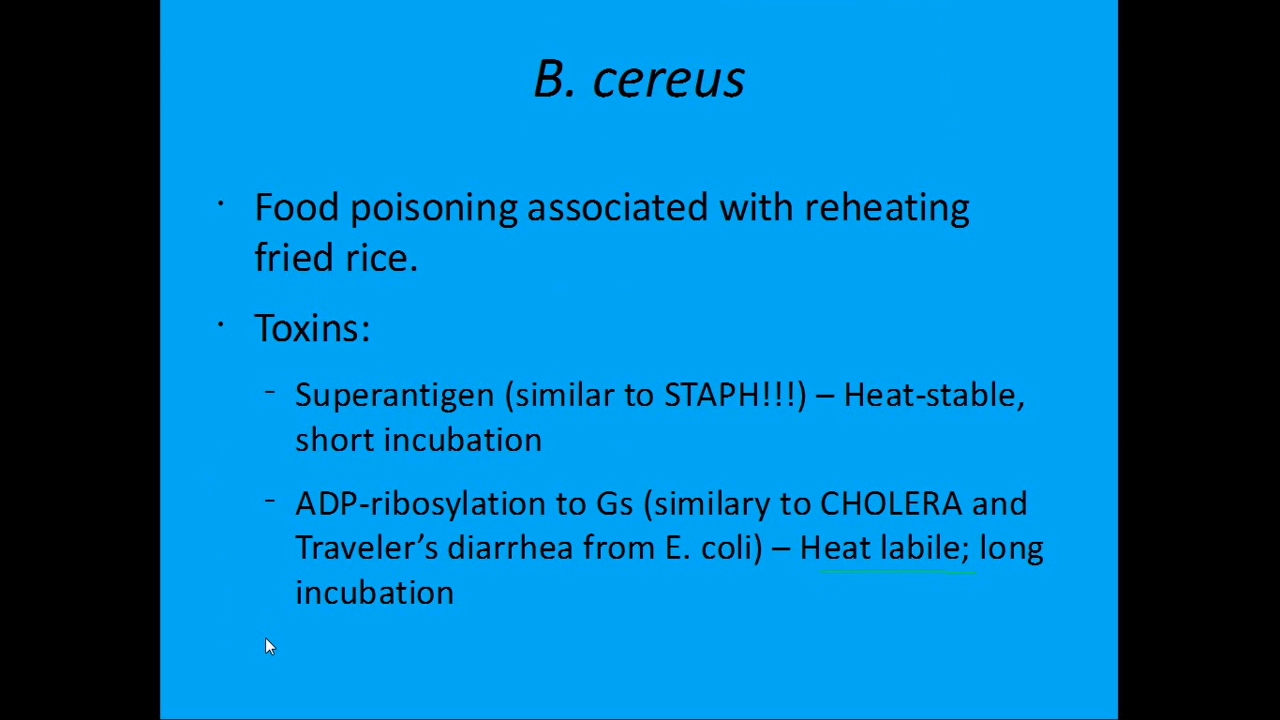 B. cereus
· Food poisoning associated with reheating
fried rice.
· Toxins:
– Superantigen (similar to STAPH!!!) – Heat-stable,
short incubation
– ADP-ribosylation to Gs (similary to CHOLERA and
Traveler’s diarrhea from E. coli) – Heat labile; long
incubation